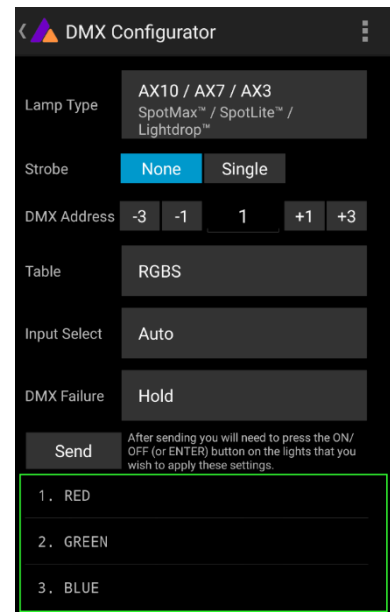 DMX Configurator
Lamp Type
AX10 / AX7 / AX3
SpotMax™ / SpotLite™ /
Lightdrop™
Strobe None Single
DMX Address -3 -1 1 +1 +3
Table RGBS
Input Select Auto
DMX Failure Hold
Send
After sending you will need to press the ON/
OFF (or ENTER) button on the lights that you
wish to apply these settings.
1. RED
2. GREEN
3. BLUE